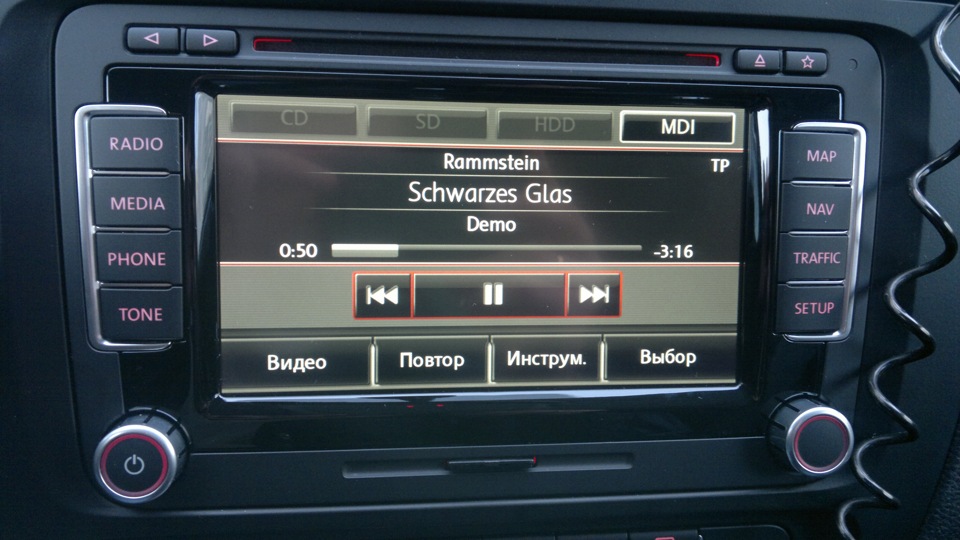 CD SD HDD MDI
Rammstein TP
Schwarzes Glas
Demo
0:50 -3:16
Видео Повтор Инструм. Выбор
RADIO
MEDIA
PHONE
TONE
MAP
NAV
TRAFFIC
SETUP